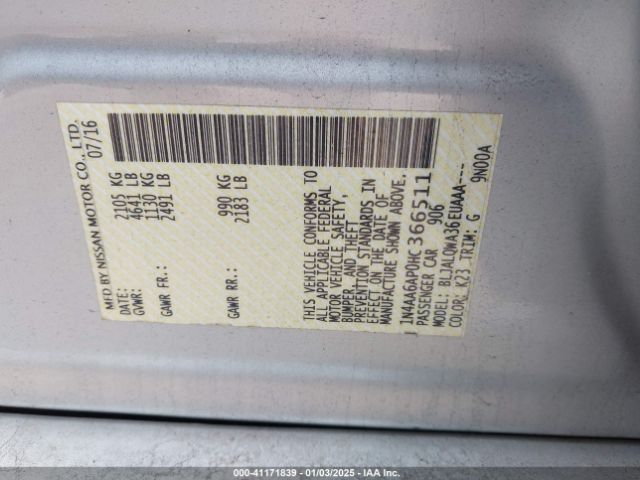 MFD BY NISSAN MOTOR CO., LTD.
DATE: 07/16
GVWR: 2105 KG
4641 LB
GAWR FR.: 1130 KG
2491 LB
GAWR RR.: 990 KG
2183 LB
THIS VEHICLE CONFORMS TO
ALL APPLICABLE FEDERAL
MOTOR VEHICLE SAFETY,
BUMPER, AND THEFT
PREVENTION STANDARDS IN
EFFECT ON THE DATE OF
MANUFACTURE SHOWN ABOVE.
1N4AA6AP0HC366511
PASSENGER CAR 906
MODEL: BLJALQWA36EUAAA---
COLOR: K23 TRIM: G 9N00A
000-41171839 - 01/03/2025 - IAA Inc.